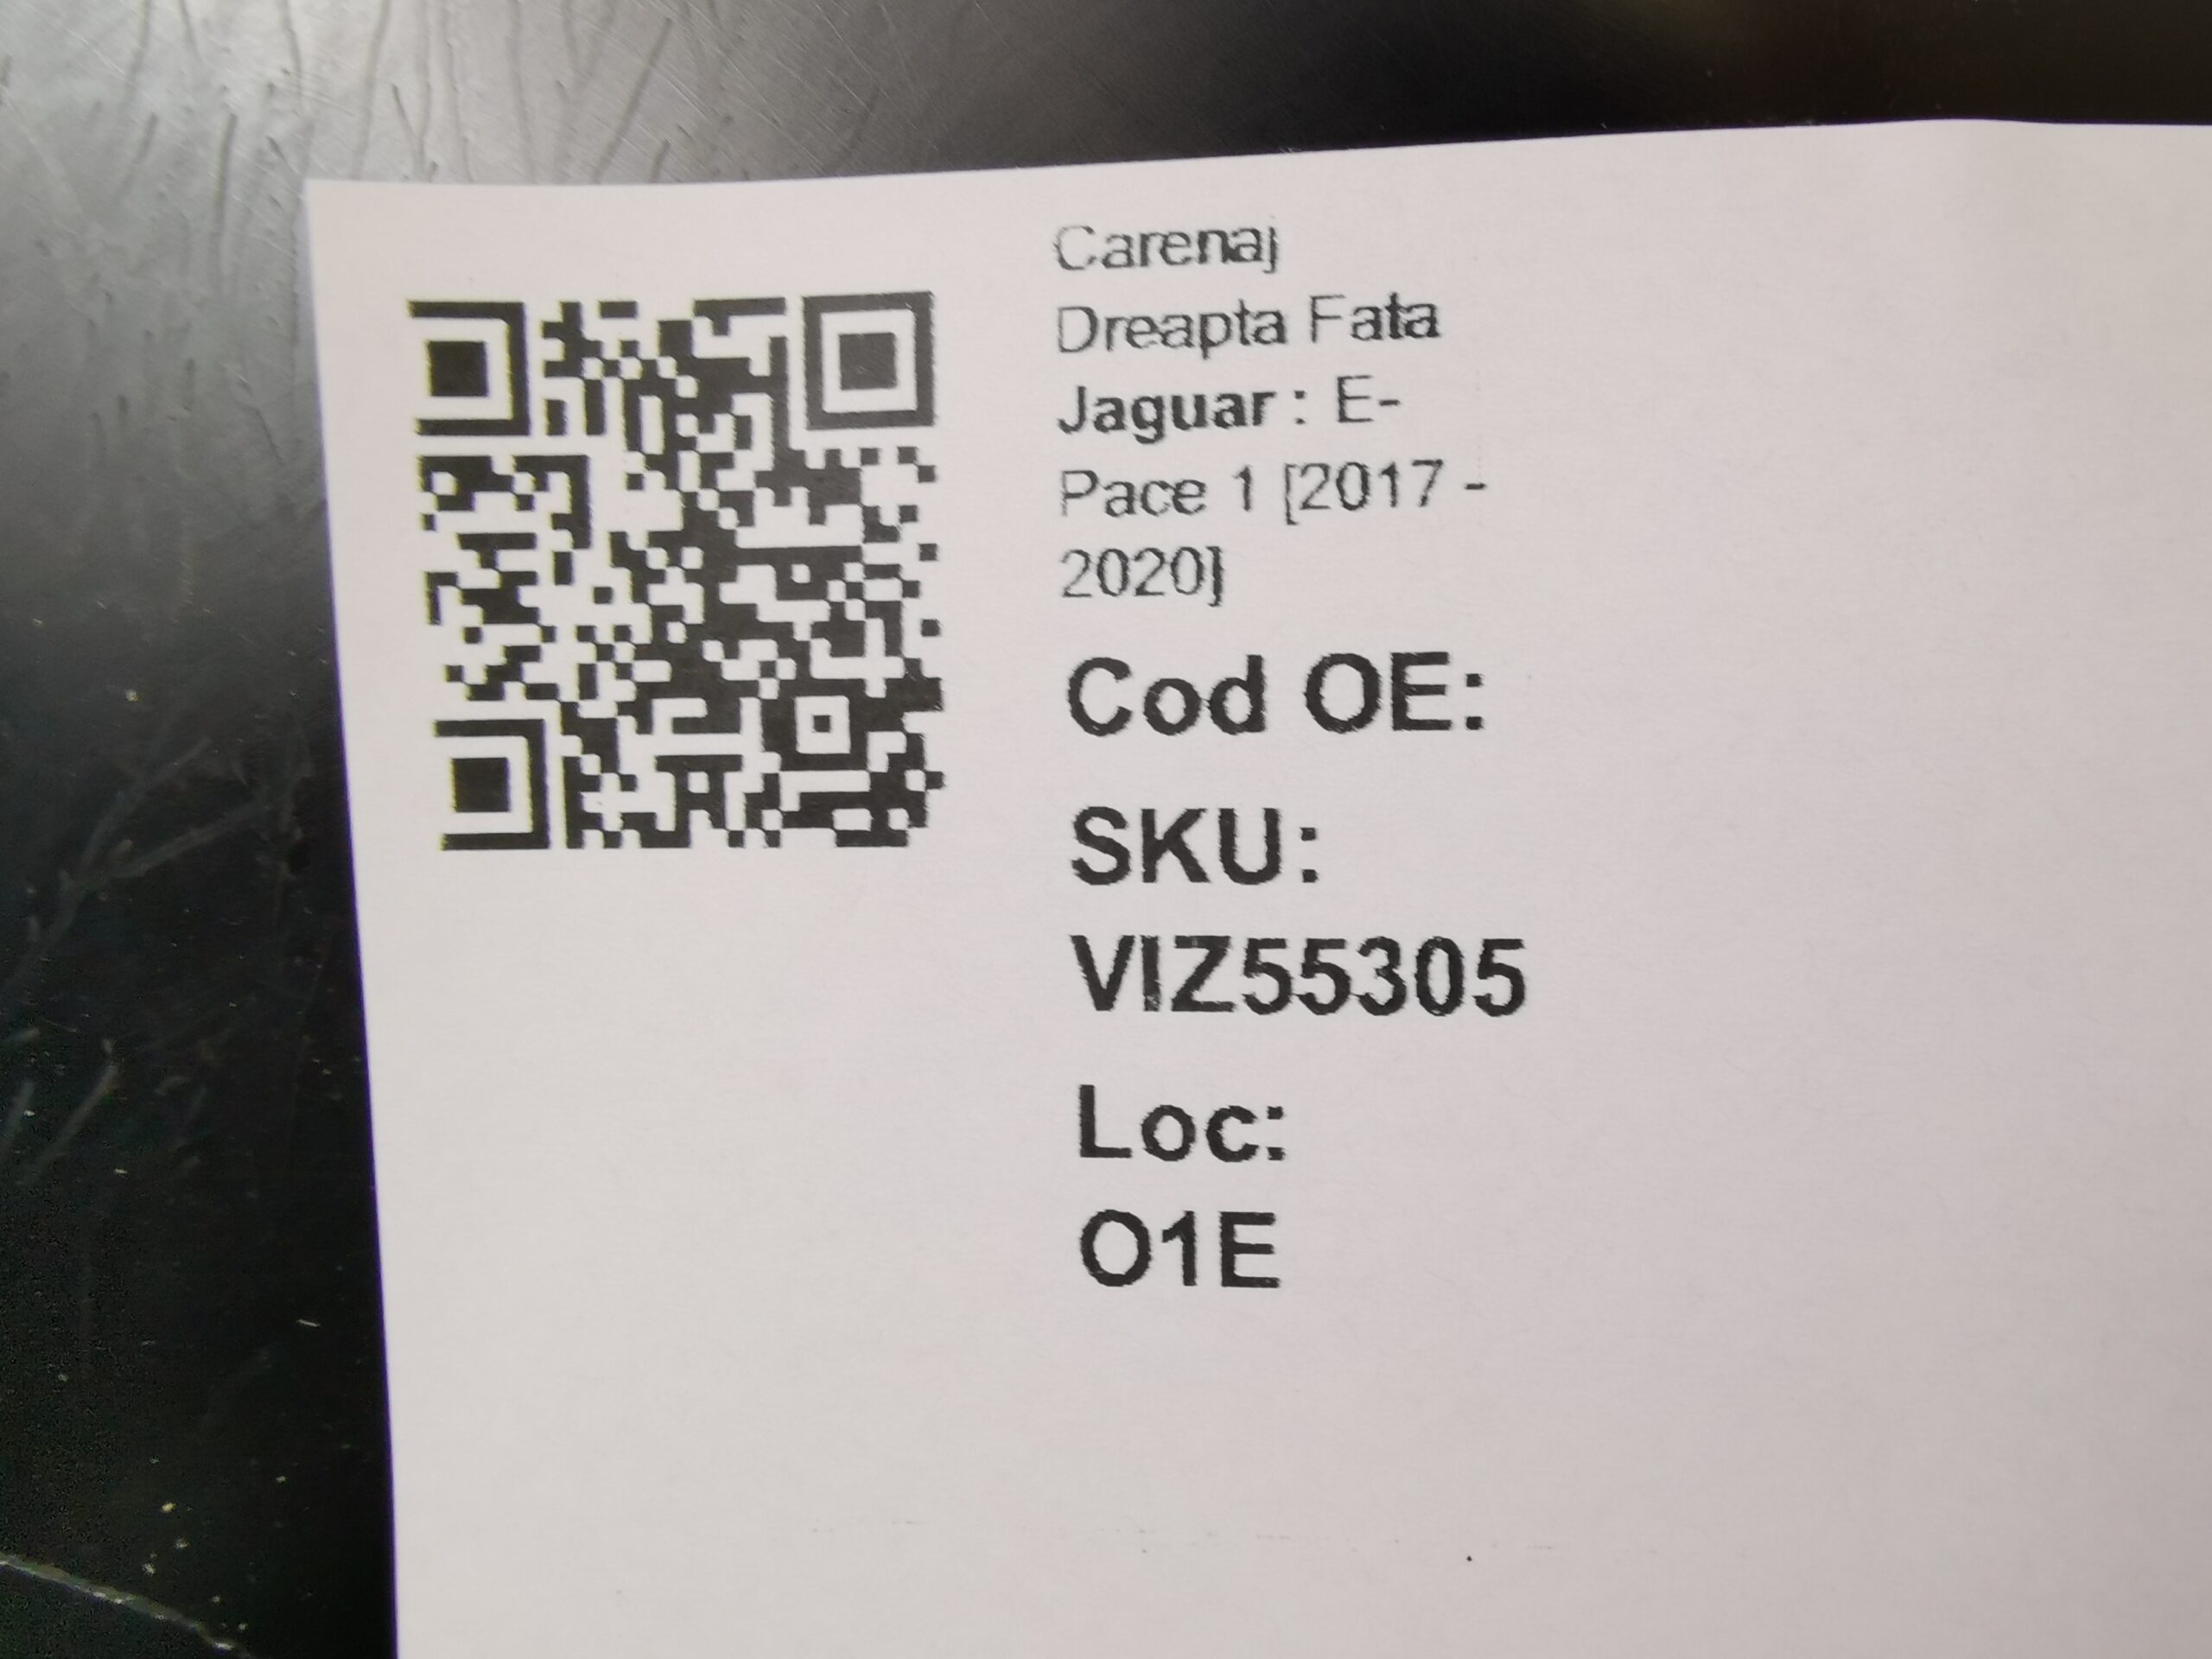 Carenaj
Dreapta Fata
Jaguar : E-
Pace 1 [2017 -
2020]
Cod OE:
SKU:
VIZ55305
Loc:
O1E